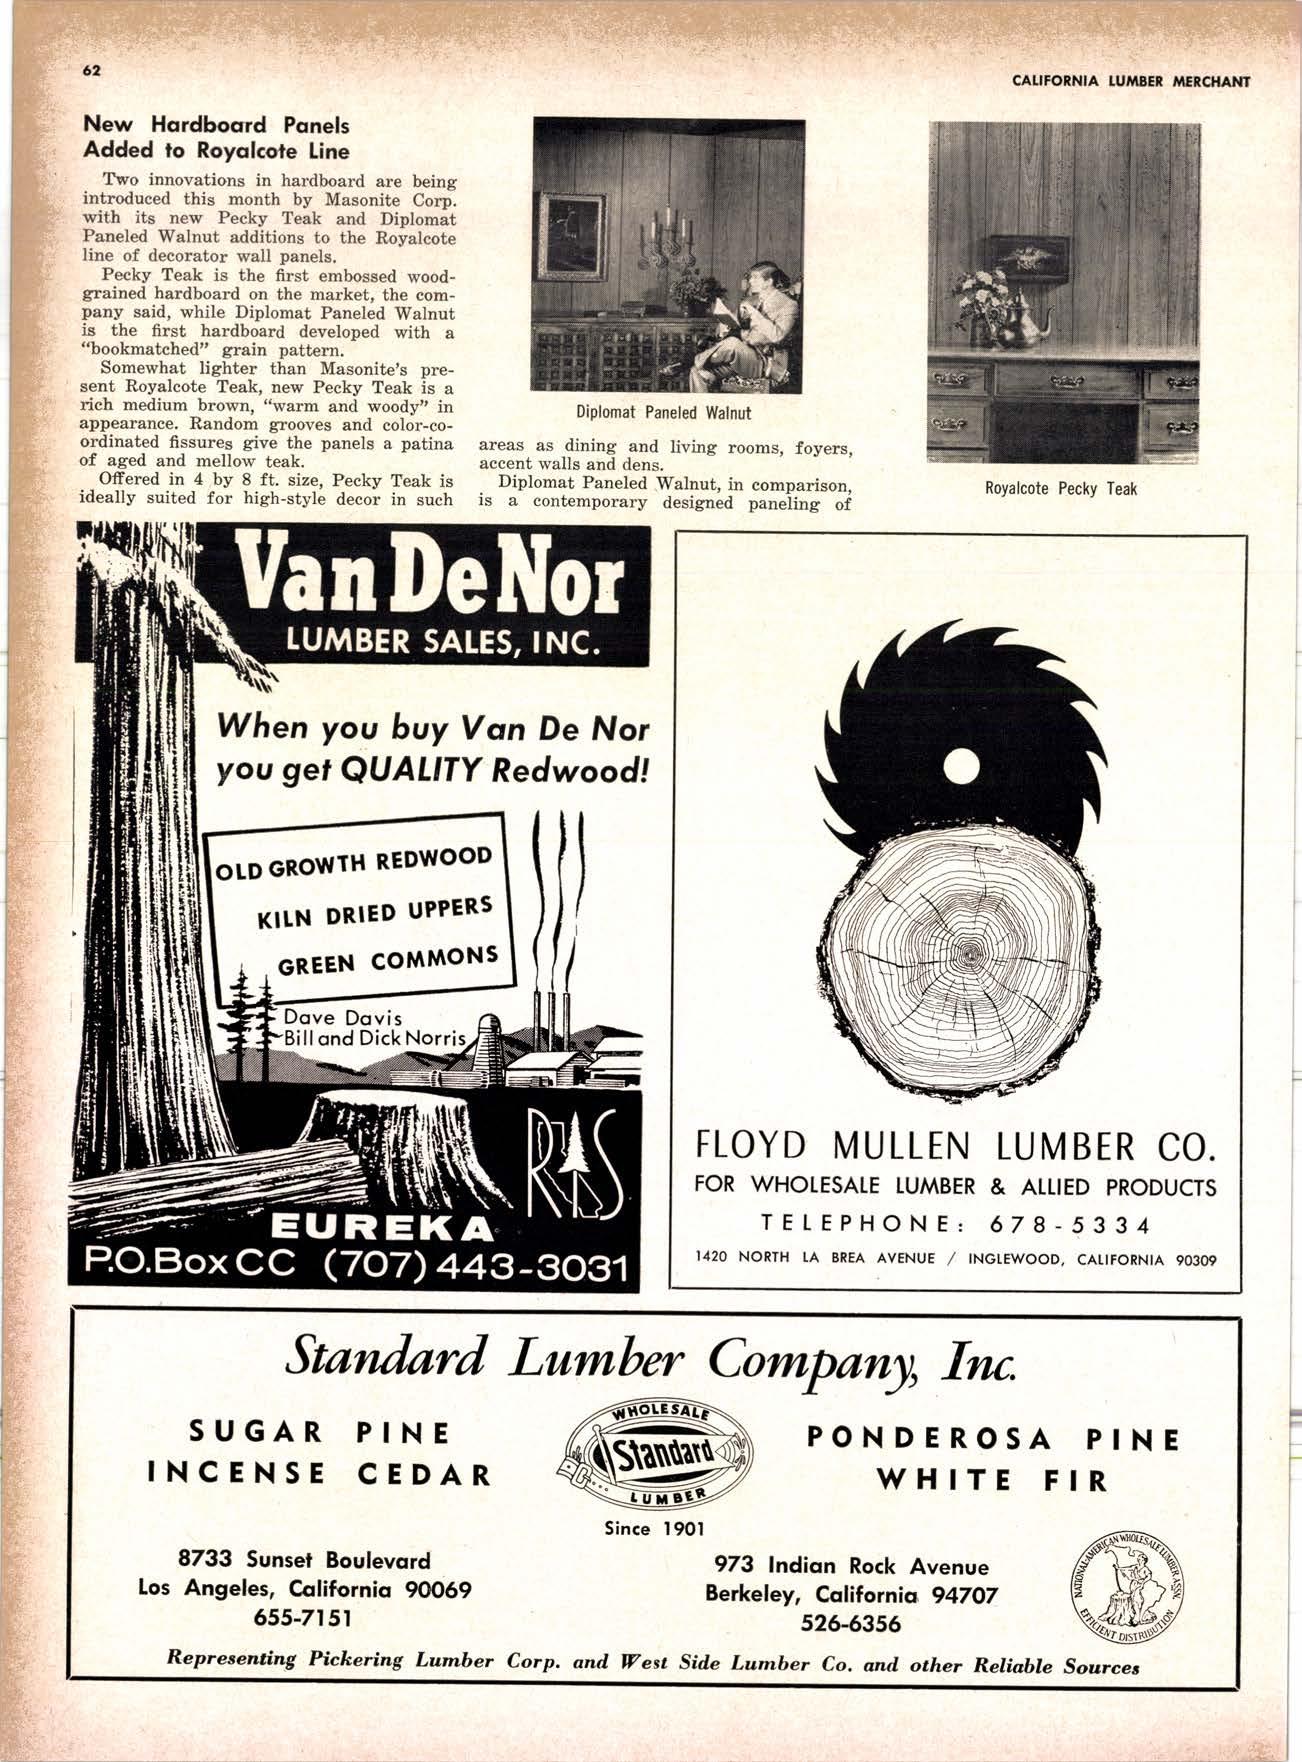 62
CALIFORNIA LUMBER MERCHANT
New Hardboard Panels
Added to Royalcote Line
Two innovations in hardboard are being
introduced this month by Masonite Corp.
with its new Pecky Teak and Diplomat
Paneled Walnut additions to the Royalcote
line of decorator wall panels.
Pecky Teak is the first embossed wood-
grained hardboard on the market, the com-
pany said, while Diplomat Paneled Walnut
is the first hardboard developed with a
"bookmatched" grain pattern.
Somewhat lighter than Masonite's pre-
sent Royalcote Teak, new Pecky Teak is a
rich medium brown, "warm and woody" in
appearance. Random grooves and color-co-
ordinated fissures give the panels a patina
of aged and mellow teak.
Offered in 4 by 8 ft. size, Pecky Teak is
ideally suited for high-style decor in such
Diplomat Paneled Walnut
areas as dining and living rooms, foyers,
accent walls and dens.
Diplomat Paneled Walnut, in comparison,
is a contemporary designed paneling of
Royalcote Pecky Teak
Van De Nor
LUMBER SALES, INC.
When you buy Van De Nor
you get QUALITY Redwood!
OLD GROWTH REDWOOD
KILN DRIED UPPERS
GREEN COMMONS
Dave Davis
Bill and Dick Norris
RIS
EUREKA
P.O.Box CC (707) 443-3031
FLOYD MULLEN LUMBER CO.
FOR WHOLESALE LUMBER & ALLIED PRODUCTS
TELEPHONE: 678-5334
1420 NORTH LA BREA AVENUE / INGLEWOOD, CALIFORNIA 90309
Standard Lumber Company, Inc.
SUGAR PINE
INCENSE CEDAR
WHOLESALE
Standard
LUMBER
Since 1901
PONDEROSA PINE
WHITE FIR
8733 Sunset Boulevard
Los Angeles, California 90069
655-7151
973 Indian Rock Avenue
Berkeley, California 94707
526-6356
NATIONAL-AMERICAN WHOLESALE LUMBER ASSN.
EFFICIENT DISTRIBUTION
Representing Pickering Lumber Corp. and West Side Lumber Co. and other Reliable Sources